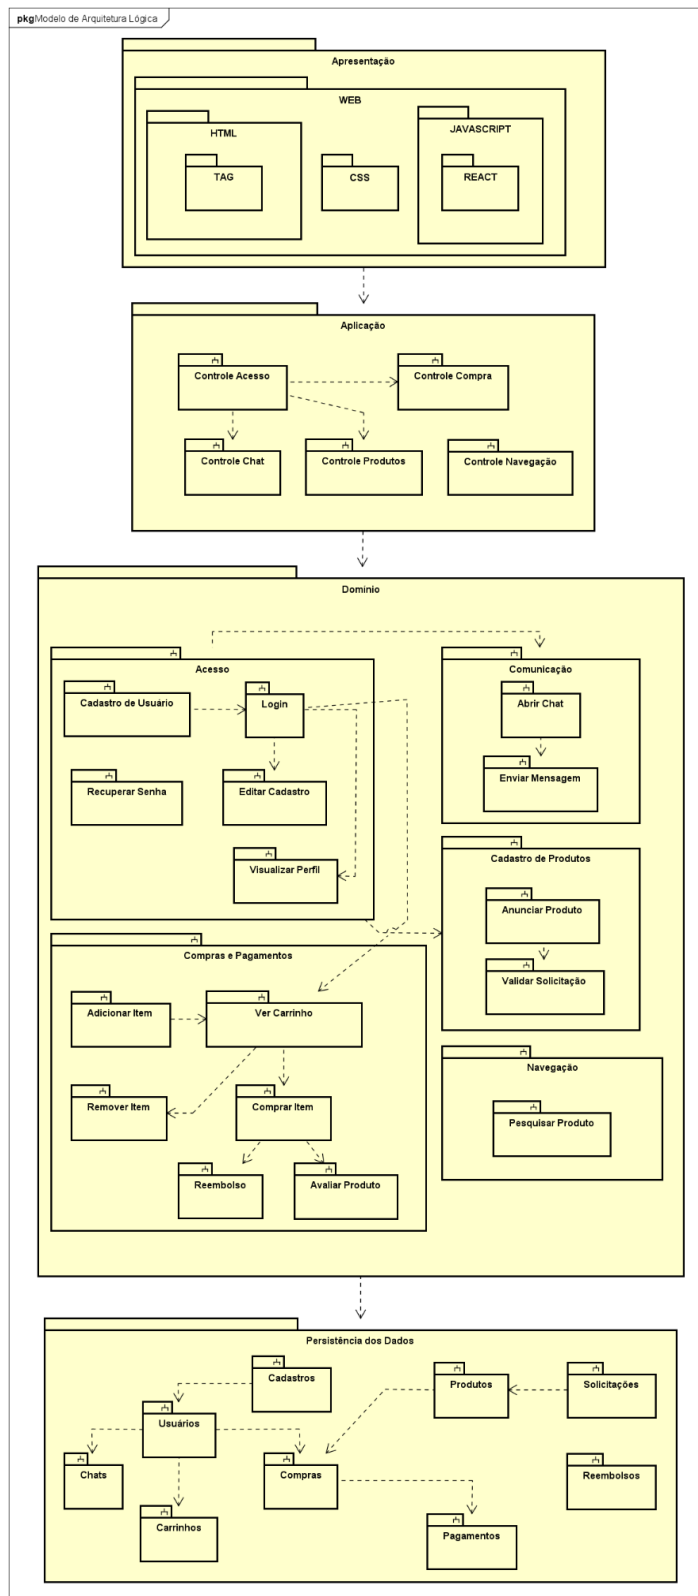 pkg Modelo de Arquitetura Lógica
Apresentação
WEB
HTML
JAVASCRIPT
TAG
CSS
REACT
Aplicação
Controle Acesso
Controle Compra
Controle Chat
Controle Produtos
Controle Navegação
Dominio
Acesso
Comunicação
Cadastro de Usuário
Login
Abrir Chat
Recuperar Senha
Editar Cadastro
Enviar Mensagem
Visualizar Perfil
Cadastro de Produtos
Anunciar Produto
Validar Solicitação
Compras e Pagamentos
Adicionar Item
Ver Carrinho
Navegação
Remover Item
Comprar Item
Pesquisar Produto
Reembolso
Avaliar Produto
Persistência dos Dados
Cadastros
Produtos
Solicitações
Usuários
Chats
Compras
Reembolsos
Carrinhos
Pagamentos